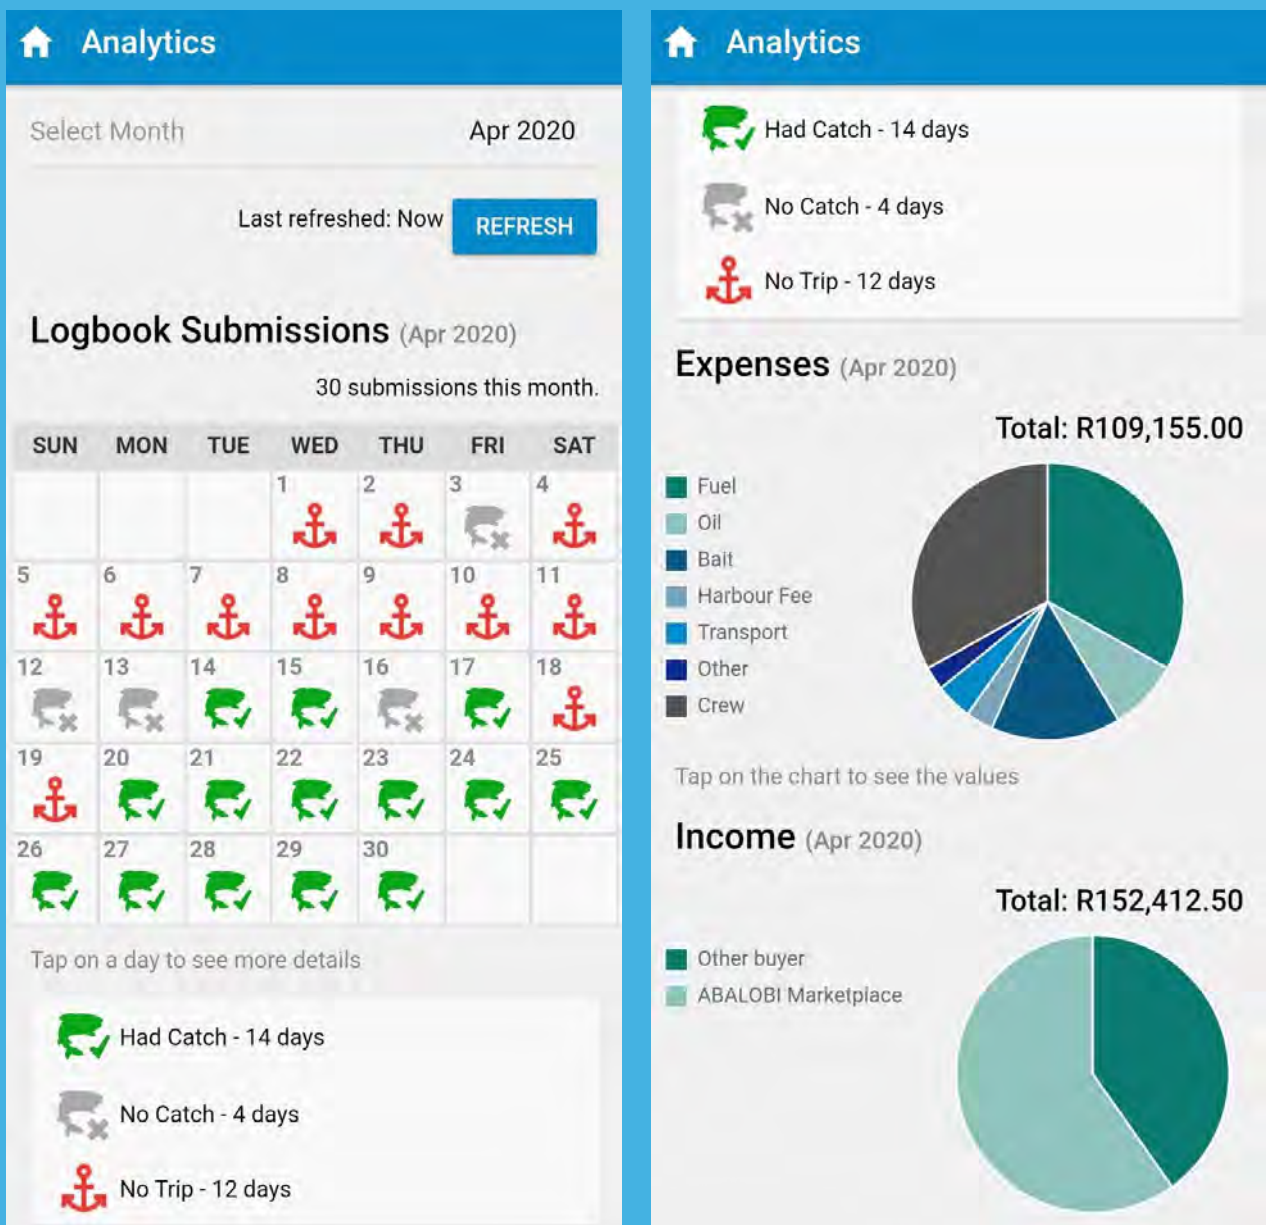 Analytics
Select Month Apr 2020
Last refreshed: Now REFRESH
Logbook Submissions (Apr 2020)
30 submissions this month.
SUN MON TUE WED THU FRI SAT
1 2 3 4
5 6 7 8 9 10 11
12 13 14 15 16 17 18
19 20 21 22 23 24 25
26 27 28 29 30
Tap on a day to see more details
Had Catch - 14 days
No Catch - 4 days
No Trip - 12 days
Analytics
Had Catch - 14 days
No Catch - 4 days
No Trip - 12 days
Expenses (Apr 2020)
Total: R109,155.00
Fuel
Oil
Bait
Harbour Fee
Transport
Other
Crew
Tap on the chart to see the values
Income (Apr 2020)
Total: R152,412.50
Other buyer
ABALOBI Marketplace